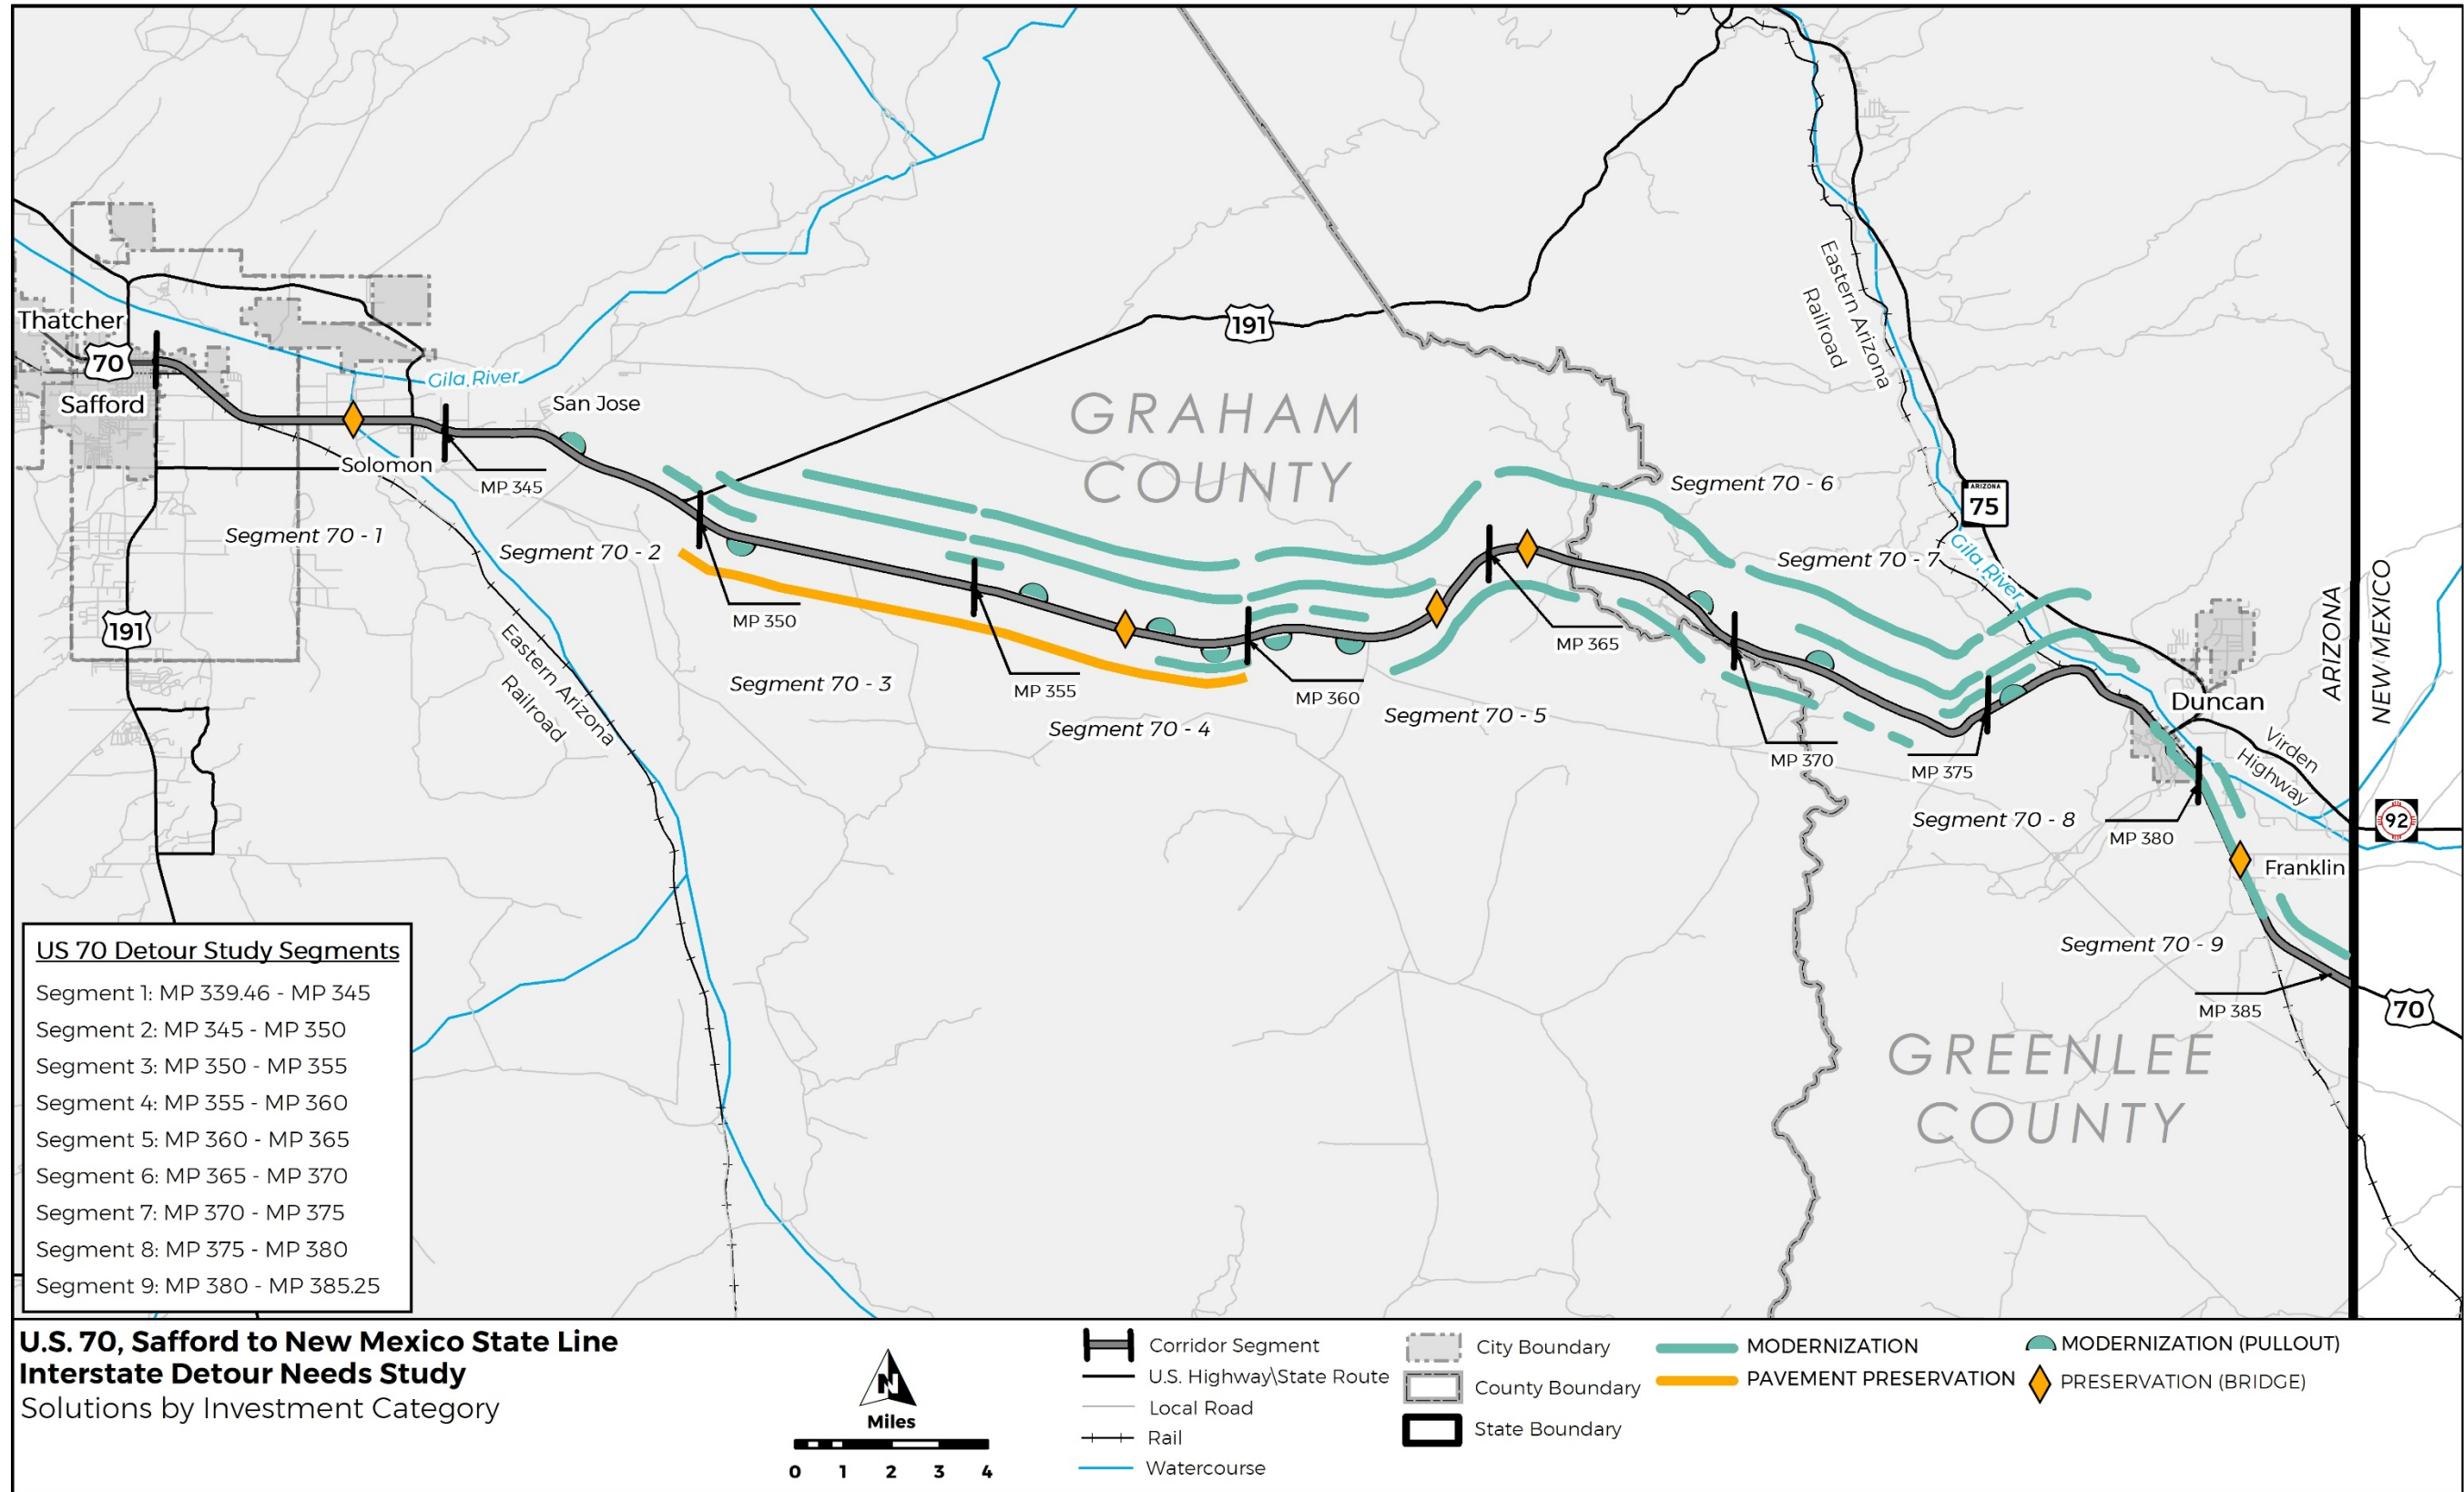 Thatcher
70
Safford
Gila River
San Jose
Solomon
MP 345
Segment 70 - 1
Segment 70 - 2
191
Eastern Arizona
Railroad
MP 350
Segment 70 - 3
191
GRAHAM
COUNTY
MP 355
Segment 70 - 4
MP 360
Segment 70 - 5
MP 365
Eastern Arizona
Railroad
Segment 70 - 6
ARIZONA
75
Segment 70 - 7
Gila River
MP 370
MP 375
Segment 70 - 8
Duncan
Virden
Highway
ARIZONA
NEW MEXICO
92
MP 380
Franklin
Segment 70 - 9
MP 385
70
GREENLEE
COUNTY
US 70 Detour Study Segments
Segment 1: MP 339.46 - MP 345
Segment 2: MP 345 - MP 350
Segment 3: MP 350 - MP 355
Segment 4: MP 355 - MP 360
Segment 5: MP 360 - MP 365
Segment 6: MP 365 - MP 370
Segment 7: MP 370 - MP 375
Segment 8: MP 375 - MP 380
Segment 9: MP 380 - MP 385.25
U.S. 70, Safford to New Mexico State Line
Interstate Detour Needs Study
Solutions by Investment Category
N
Miles
0 1 2 3 4
Corridor Segment
U.S. Highway\State Route
Local Road
Rail
Watercourse
City Boundary
County Boundary
State Boundary
MODERNIZATION
PAVEMENT PRESERVATION
MODERNIZATION (PULLOUT)
PRESERVATION (BRIDGE)